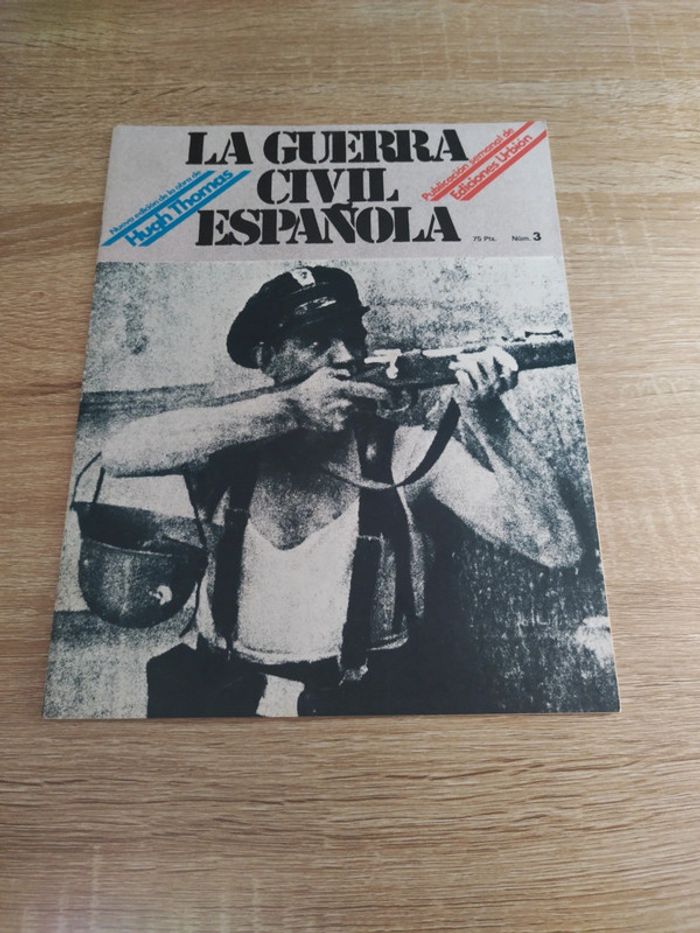 LA GUERRA
CIVIL
ESPAÑOLA
Nueva edición de la obra de
Hugh Thomas
Publicación semanal de
Ediciones Urbión
75 Ptx. Núm. 3